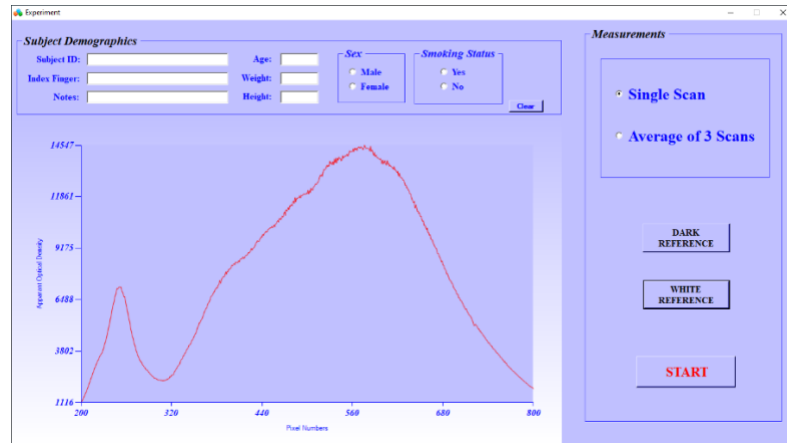 Experiment
Subject Demographics
Subject ID:
Age:
Index Finger:
Weight:
Notes:
Height:
Sex
Male
Female
Smoking Status
Yes
No
Clear
Measurements
Single Scan
Average of 3 Scans
DARK
REFERENCE
WHITE
REFERENCE
START
Apparent Optical Density
14547
11861
9175
6488
3802
1116
200 320 440 560 680 800
Pixel Numbers